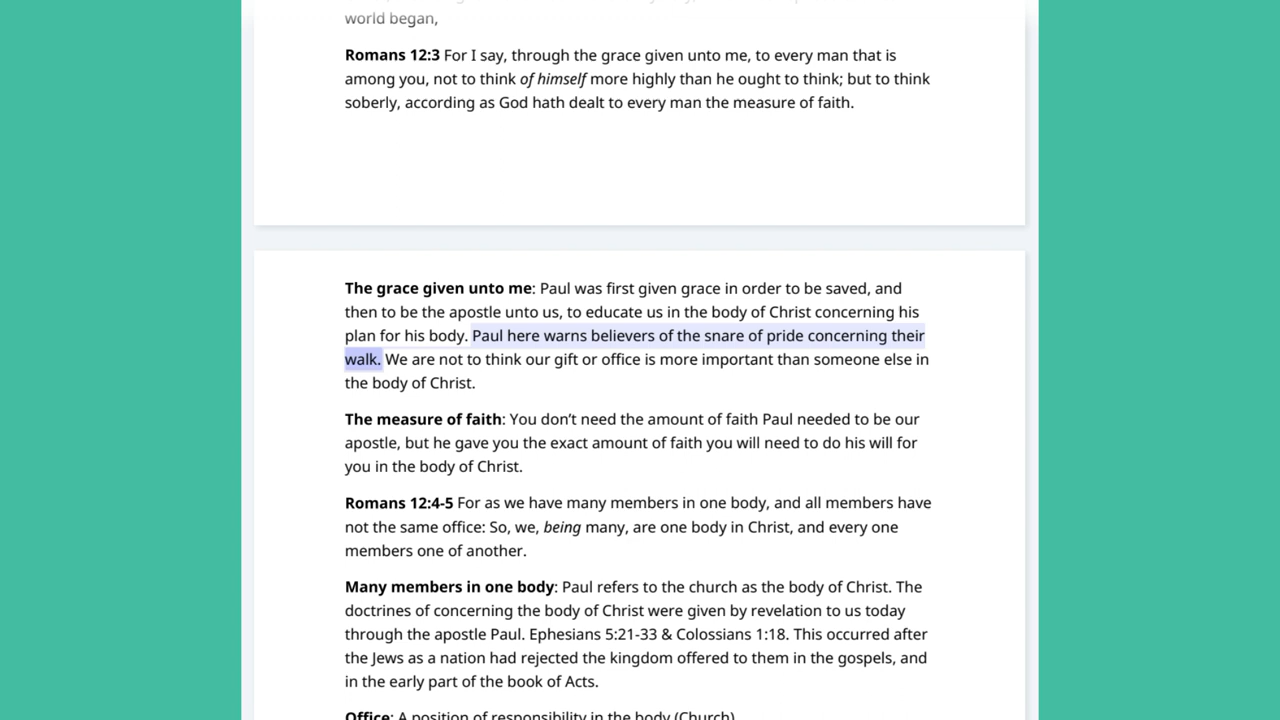 world began,
Romans 12:3 For I say, through the grace given unto me, to every man that is
among you, not to think of himself more highly than he ought to think; but to think
soberly, according as God hath dealt to every man the measure of faith.
The grace given unto me: Paul was first given grace in order to be saved, and
then to be the apostle unto us, to educate us in the body of Christ concerning his
plan for his body. Paul here warns believers of the snare of pride concerning their
walk. We are not to think our gift or office is more important than someone else in
the body of Christ.
The measure of faith: You don’t need the amount of faith Paul needed to be our
apostle, but he gave you the exact amount of faith you will need to do his will for
you in the body of Christ.
Romans 12:4-5 For as we have many members in one body, and all members have
not the same office: So, we, being many, are one body in Christ, and every one
members one of another.
Many members in one body: Paul refers to the church as the body of Christ. The
doctrines of concerning the body of Christ were given by revelation to us today
through the apostle Paul. Ephesians 5:21-33 & Colossians 1:18. This occurred after
the Jews as a nation had rejected the kingdom offered to them in the gospels, and
in the early part of the book of Acts.
Office: A position of responsibility in the body (Church)